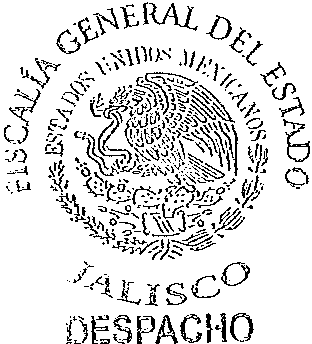 FISCALÍA GENERAL DEL ESTADO
ESTADOS UNIDOS MEXICANOS
JALISCO
DESPACHO